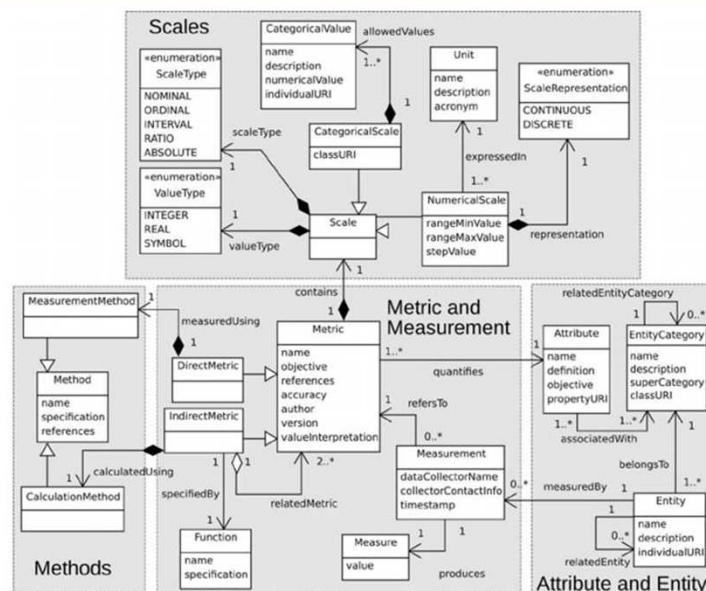 Scales
«enumeration»
ScaleType
NOMINAL
ORDINAL
INTERVAL
RATIO
ABSOLUTE
CategoricalValue
name
description
numericalValue
individualURI
allowedValues
1..*
1
Unit
name
description
acronym
«enumeration»
ScaleRepresentation
CONTINUOUS
DISCRETE
scaleType
1
CategoricalScale
classURI
1
expressedIn
1..*
1
«enumeration»
ValueType
INTEGER
REAL
SYMBOL
1
valueType
Scale
NumericalScale
rangeMinValue
rangeMaxValue
stepValue
1
representation
1
contains
1
MeasurementMethod
1
measuredUsing
1
Metric
name
objective
references
accuracy
author
version
valueInterpretation
Metric and
Measurement
relatedEntityCategory
1
0..*
Attribute
name
definition
objective
propertyURI
EntityCategory
name
description
superCategory
classURI
1..*
quantifies
1
DirectMetric
Method
name
specification
references
IndirectMetric
1
refersTo
0..*
1..*
1..*
associatedWith
1
calculatedUsing
1
CalculationMethod
1
specifiedBy
1
1
2..*
relatedMetric
Measurement
dataCollectorName
collectorContactInfo
timestamp
0..*
measuredBy
1
belongsTo
1..*
Entity
name
description
individualURI
1
0..*
relatedEntity
Function
name
specification
Measure
value
1
1
produces
Methods
Attribute and Entity